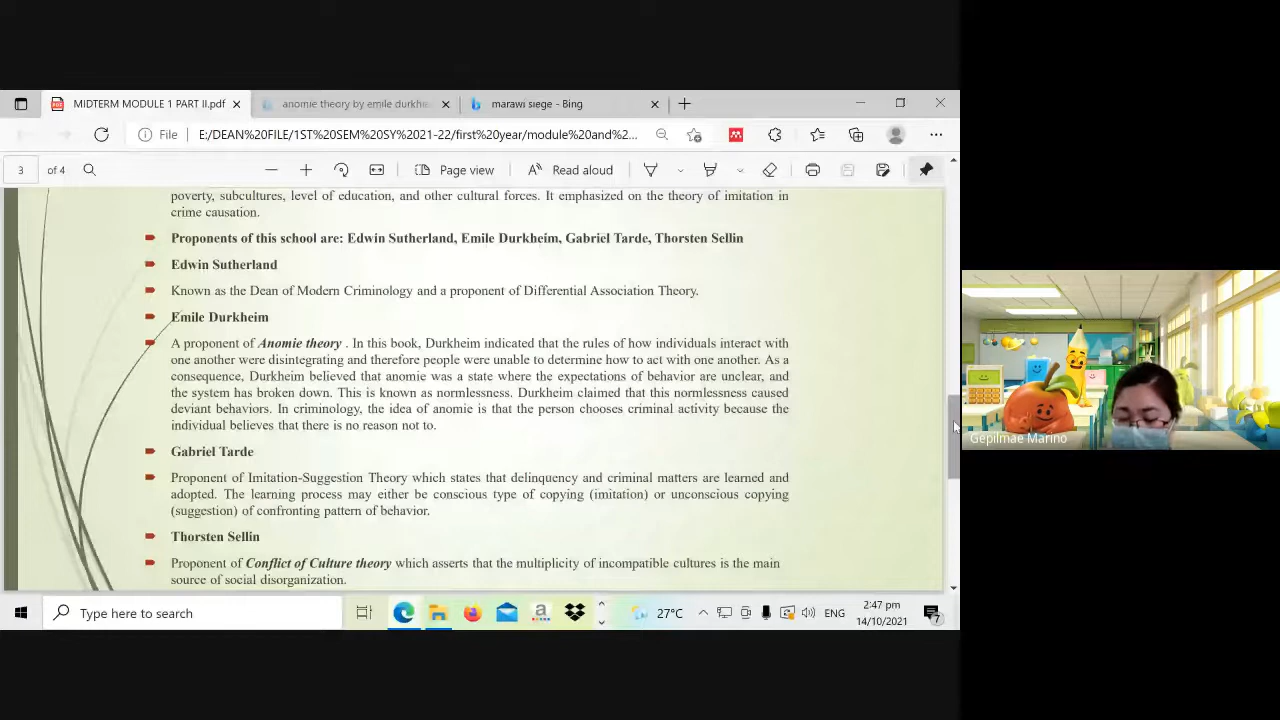 MIDTERM MODULE 1 PART II.pdf
anomie theory by emile durkhe
marawi siege - Bing
File
E:/DEAN%20FILE/1ST%20SEM%20SY%2021-22/first%20year/module%20and%2...
3 of 4
Page view
Read aloud
poverty, subcultures, level of education, and other cultural forces. It emphasized on the theory of imitation in
crime causation.
Proponents of this school are: Edwin Sutherland, Emile Durkheim, Gabriel Tarde, Thorsten Sellin
Edwin Sutherland
Known as the Dean of Modern Criminology and a proponent of Differential Association Theory.
Emile Durkheim
A proponent of Anomie theory . In this book, Durkheim indicated that the rules of how individuals interact with
one another were disintegrating and therefore people were unable to determine how to act with one another. As a
consequence, Durkheim believed that anomie was a state where the expectations of behavior are unclear, and
the system has broken down. This is known as normlessness. Durkheim claimed that this normlessness caused
deviant behaviors. In criminology, the idea of anomie is that the person chooses criminal activity because the
individual believes that there is no reason not to.
Gabriel Tarde
Proponent of Imitation-Suggestion Theory which states that delinquency and criminal matters are learned and
adopted. The learning process may either be conscious type of copying (imitation) or unconscious copying
(suggestion) of confronting pattern of behavior.
Thorsten Sellin
Proponent of Conflict of Culture theory which asserts that the multiplicity of incompatible cultures is the main
source of social disorganization.
Gepilmae Marino
Type here to search
27°C
ENG
2:47 pm
14/10/2021
7